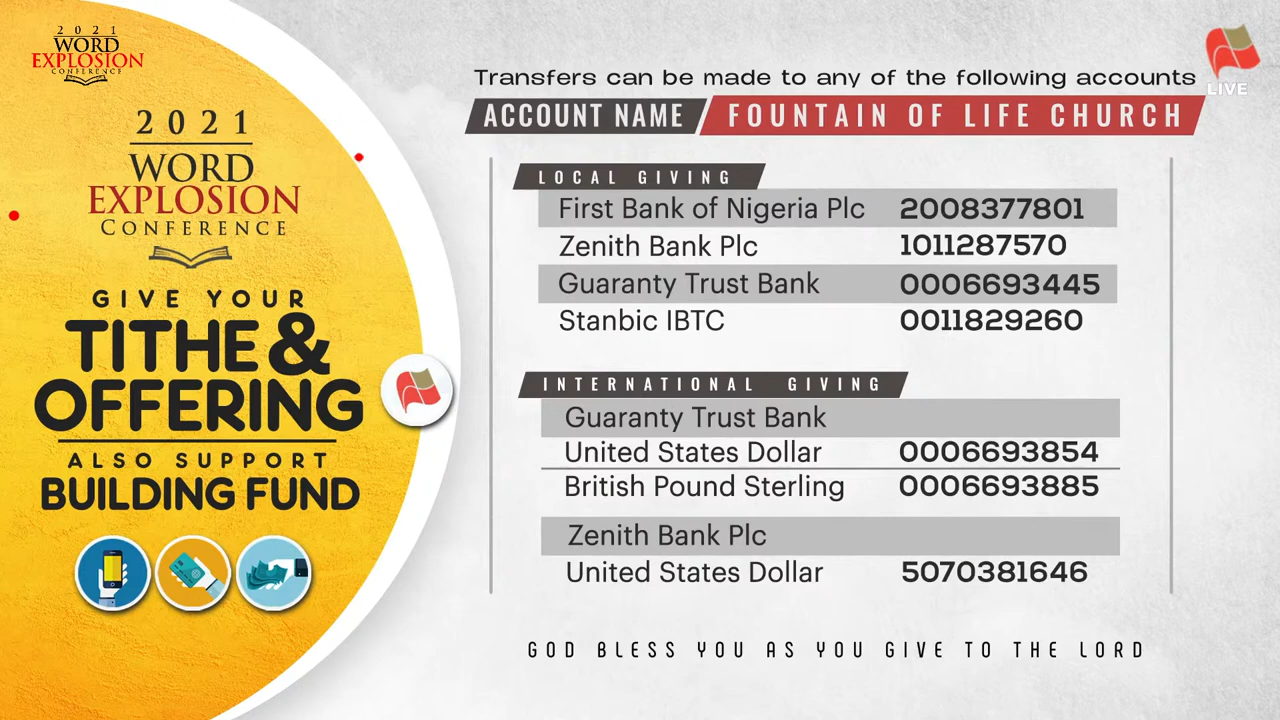 2021
WORD
EXPLOSION
CONFERENCE
2021
WORD
EXPLOSION
CONFERENCE
GIVE YOUR
TITHE &
OFFERING
ALSO SUPPORT
BUILDING FUND
LIVE
Transfers can be made to any of the following accounts
ACCOUNT NAME FOUNTAIN OF LIFE CHURCH
LOCAL GIVING
First Bank of Nigeria Plc 2008377801
Zenith Bank Plc 1011287570
Guaranty Trust Bank 0006693445
Stanbic IBTC 0011829260
INTERNATIONAL GIVING
Guaranty Trust Bank
United States Dollar 0006693854
British Pound Sterling 0006693885
Zenith Bank Plc
United States Dollar 5070381646
GOD BLESS YOU AS YOU GIVE TO THE LORD